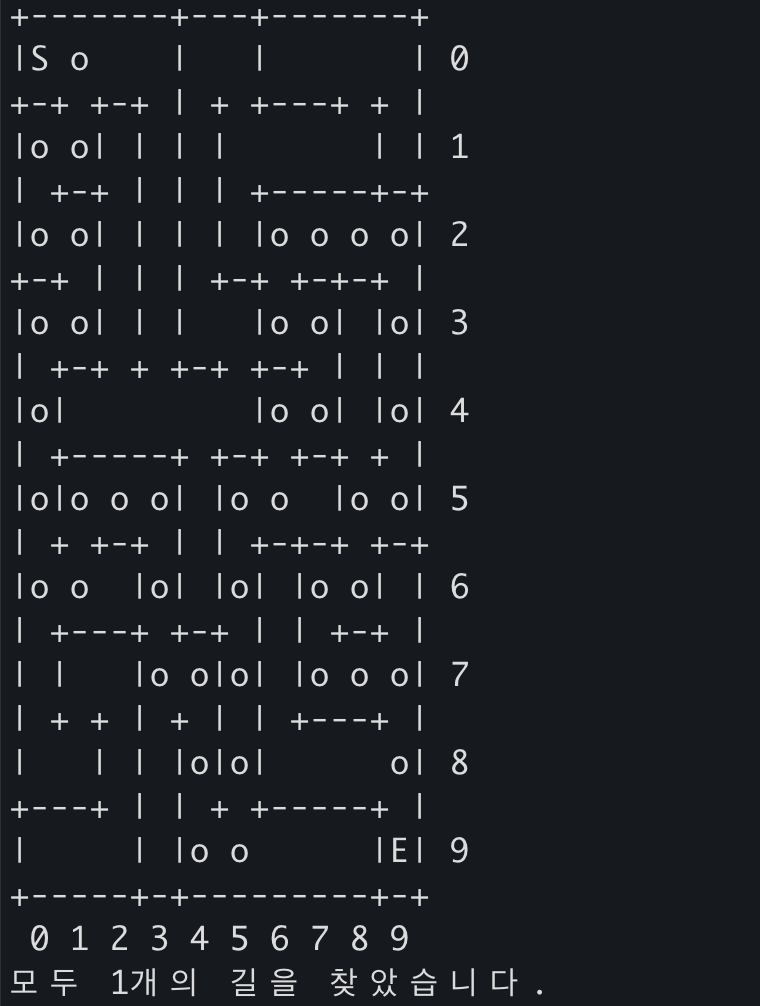 +-------+---+-------+
|S o    |   |       | 0
+-+ +-+ | + +---+ + |
|o o| | | |       | | 1
| +-+ | | | +-----+-+
|o o| | | | |o o o o| 2
+-+ | | | +-+ +-+-+ |
|o o| | |   |o o| |o| 3
| +-+ + +-+ +-+ | | |
|o|         |o o| |o| 4
| +-----+ +-+ +-+ + |
|o|o o o| |o o  |o o| 5
| + +-+ | | +-+-+ +-+
|o o  |o| |o| |o o| | 6
| +---+ +-+ | | +-+ |
| |   |o o|o| |o o o| 7
| + + | + | | +---+ |
|   | | |o|o|      o| 8
+---+ | | + +-----+ |
|     | |o o      |E| 9
+-----+-+---------+-+
 0 1 2 3 4 5 6 7 8 9
모두 1개의 길을 찾았습니다.